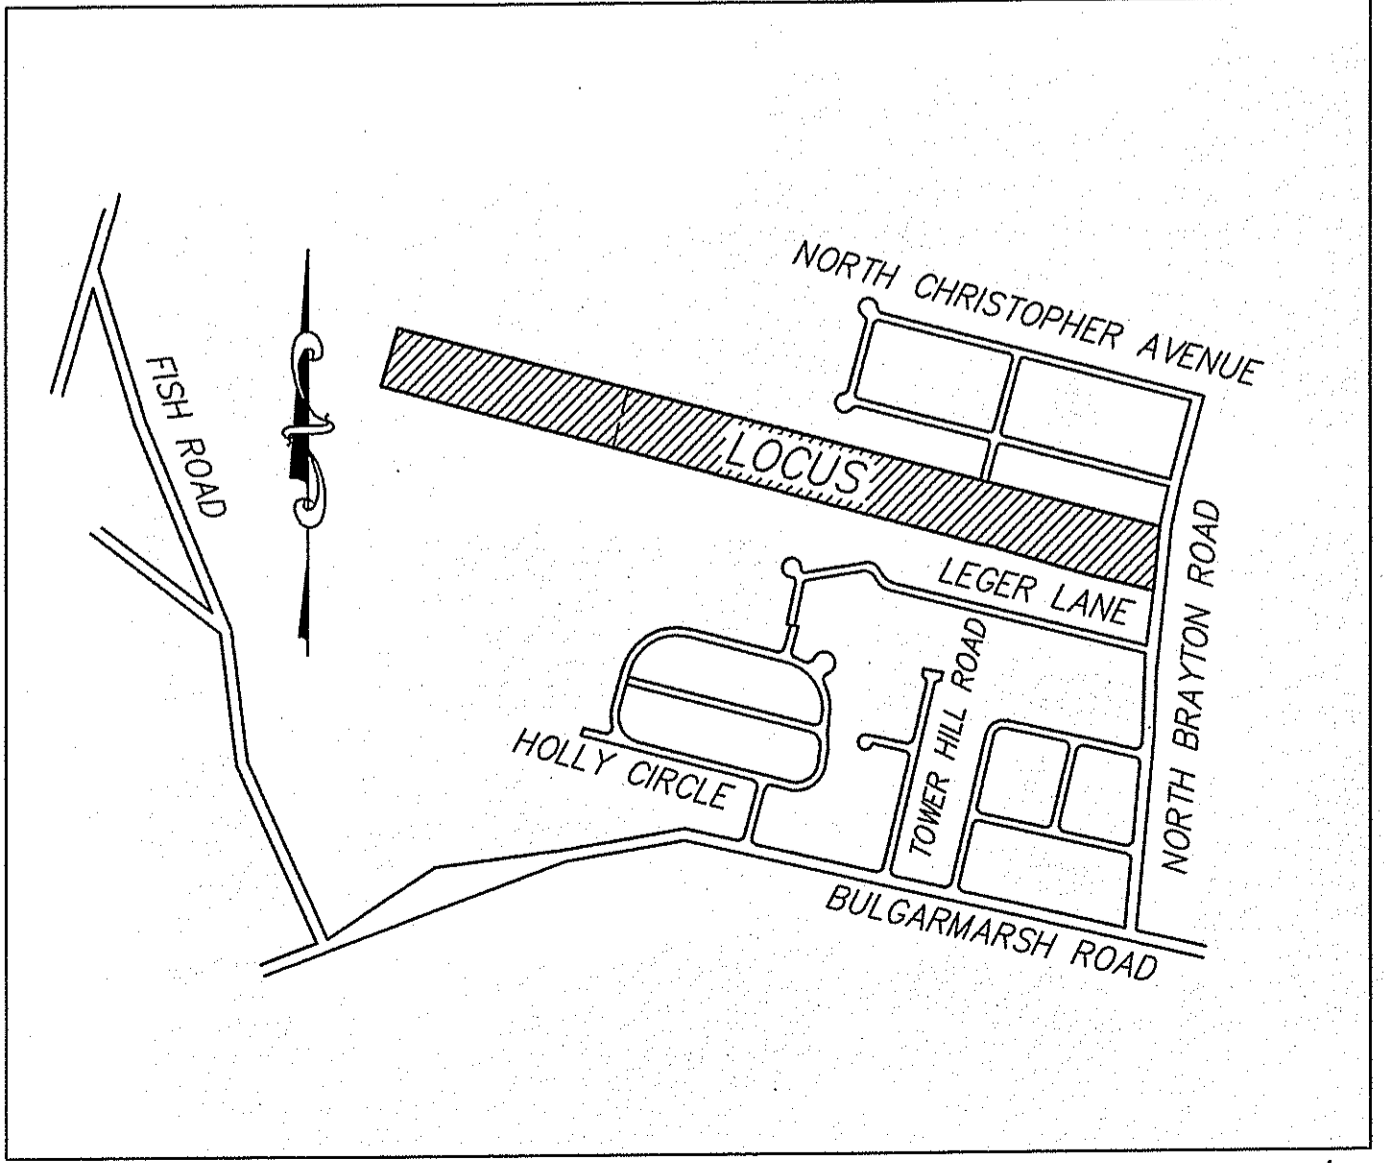 NORTH CHRISTOPHER AVENUE
FISH ROAD
LOCUS
NORTH BRAYTON ROAD
LEGER LANE
TOWER HILL ROAD
HOLLY CIRCLE
BULGARMARSH ROAD